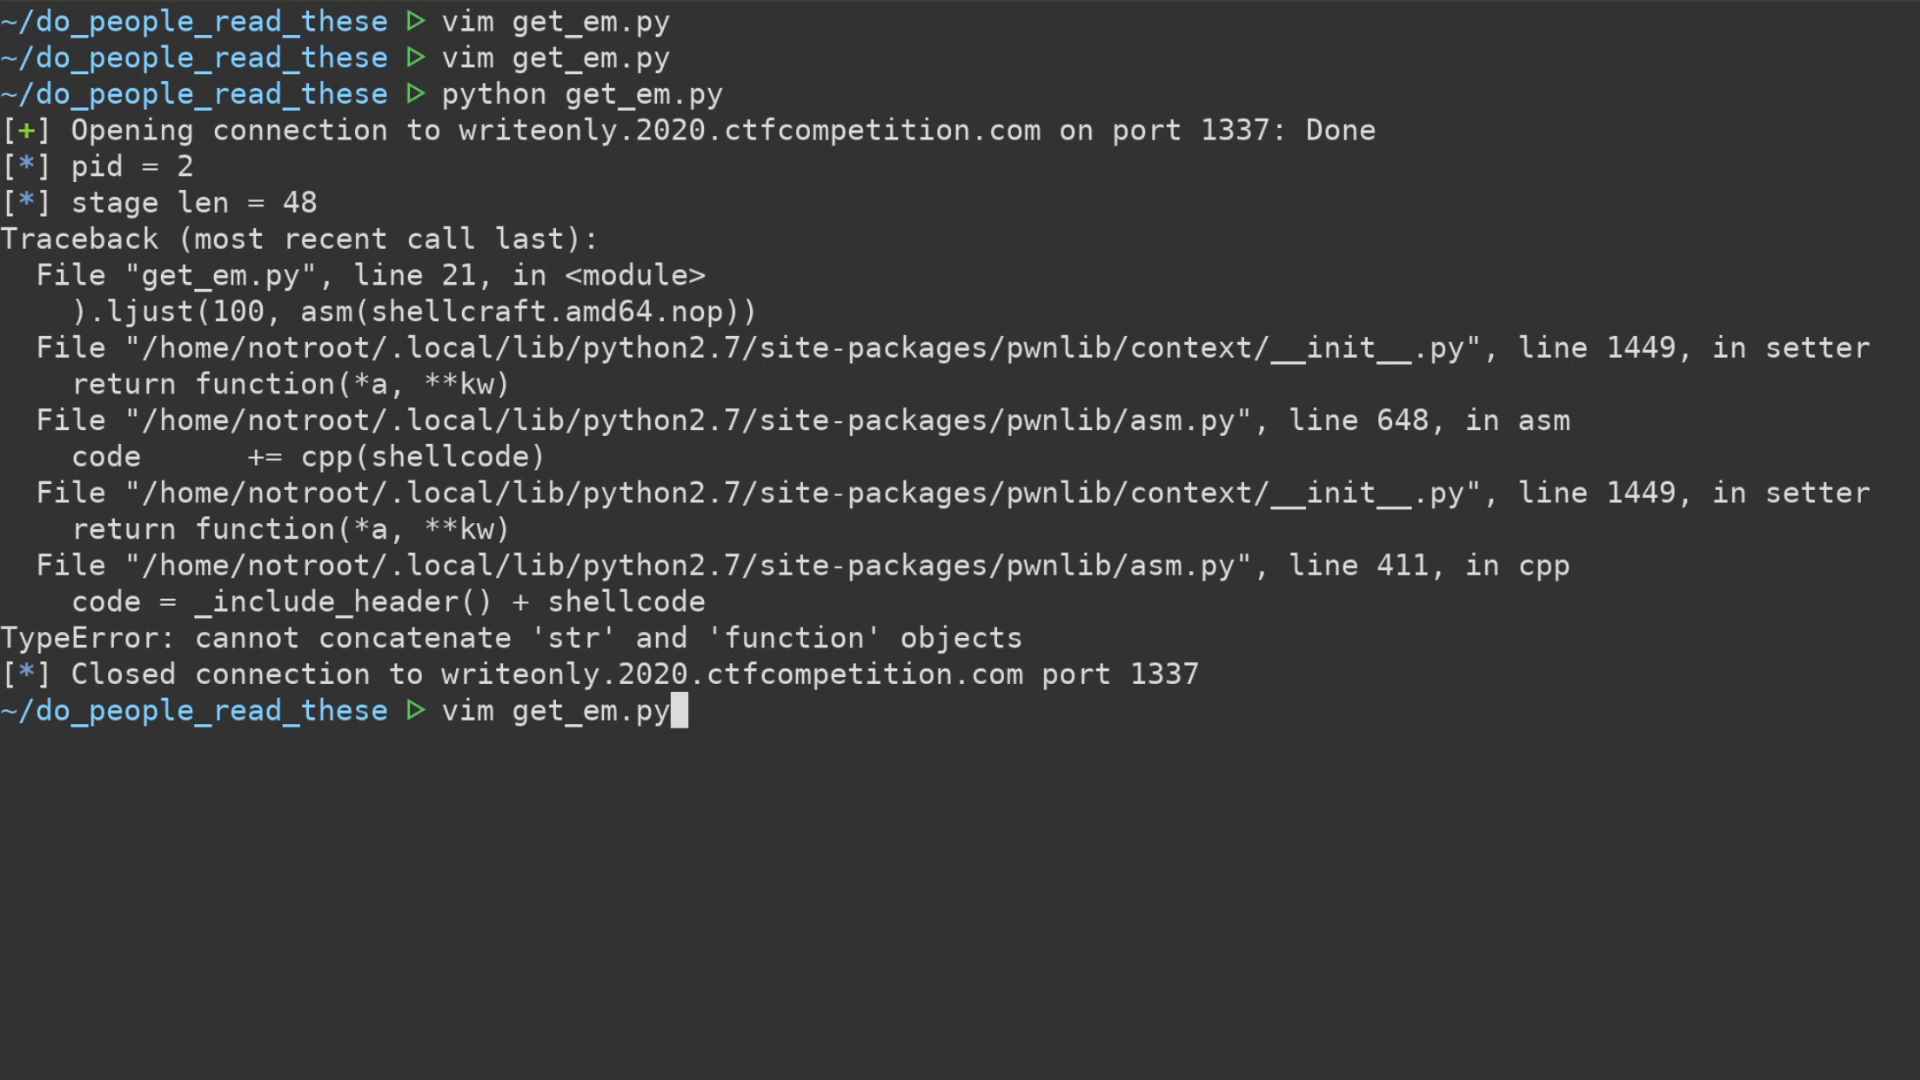 ~/do_people_read_these ▷ vim get_em.py
~/do_people_read_these ▷ vim get_em.py
~/do_people_read_these ▷ python get_em.py
[+] Opening connection to writeonly.2020.ctfcompetition.com on port 1337: Done
[*] pid = 2
[*] stage len = 48
Traceback (most recent call last):
  File "get_em.py", line 21, in <module>
    ).ljust(100, asm(shellcraft.amd64.nop))
  File "/home/notroot/.local/lib/python2.7/site-packages/pwnlib/context/__init__.py", line 1449, in setter
    return function(*a, **kw)
  File "/home/notroot/.local/lib/python2.7/site-packages/pwnlib/asm.py", line 648, in asm
    code      += cpp(shellcode)
  File "/home/notroot/.local/lib/python2.7/site-packages/pwnlib/context/__init__.py", line 1449, in setter
    return function(*a, **kw)
  File "/home/notroot/.local/lib/python2.7/site-packages/pwnlib/asm.py", line 411, in cpp
    code = _include_header() + shellcode
TypeError: cannot concatenate 'str' and 'function' objects
[*] Closed connection to writeonly.2020.ctfcompetition.com port 1337
~/do_people_read_these ▷ vim get_em.py